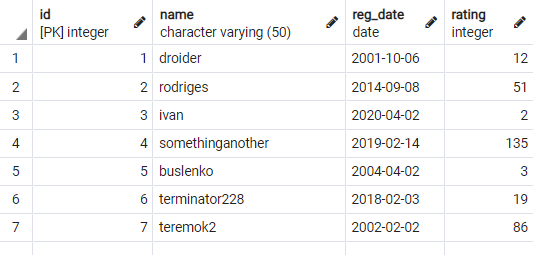 id name reg_date rating
[PK] integer character varying (50) date integer
1 1 droider 2001-10-06 12
2 2 rodriges 2014-09-08 51
3 3 ivan 2020-04-02 2
4 4 somethinganother 2019-02-14 135
5 5 buslenko 2004-04-02 3
6 6 terminator228 2018-02-03 19
7 7 teremok2 2002-02-02 86